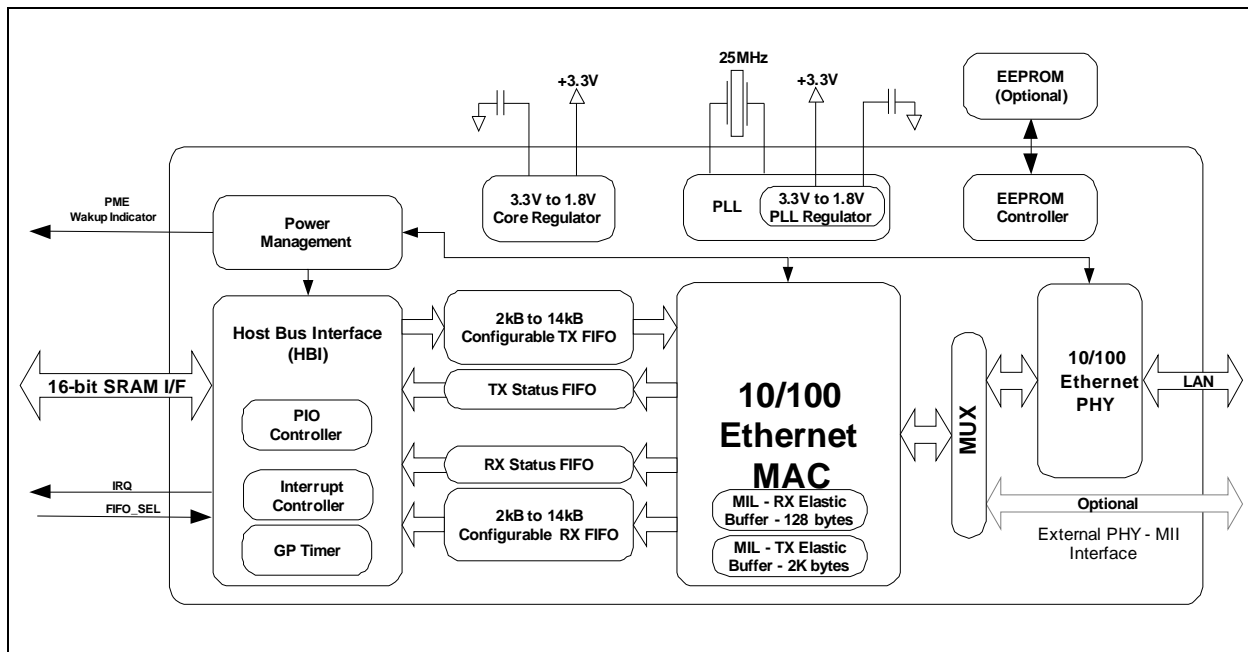 25MHz
+3.3V
+3.3V
EEPROM
(Optional)
3.3V to 1.8V
Core Regulator
PLL
3.3V to 1.8V
PLL Regulator
EEPROM
Controller
PME
Wakup Indicator
Power
Management
Host Bus Interface
(HBI)
2kB to 14kB
Configurable TX FIFO
16-bit SRAM I/F
TX Status FIFO
PIO
Controller
RX Status FIFO
IRQ
FIFO_SEL
Interrupt
Controller
2kB to 14kB
Configurable RX FIFO
GP Timer
10/100
Ethernet
MAC
MIL - RX Elastic
Buffer - 128 bytes
MIL - TX Elastic
Buffer - 2K bytes
MUX
10/100
Ethernet
PHY
LAN
Optional
External PHY - MII
Interface